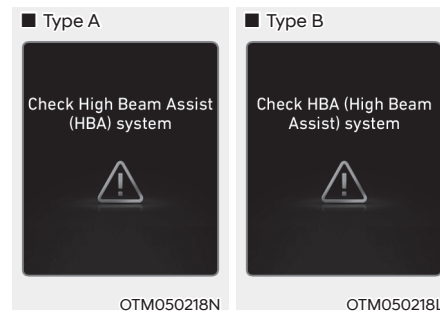 ■ Type A
Check High Beam Assist
(HBA) system
OTM050218N
■ Type B
Check HBA (High Beam
Assist) system
OTM050218L